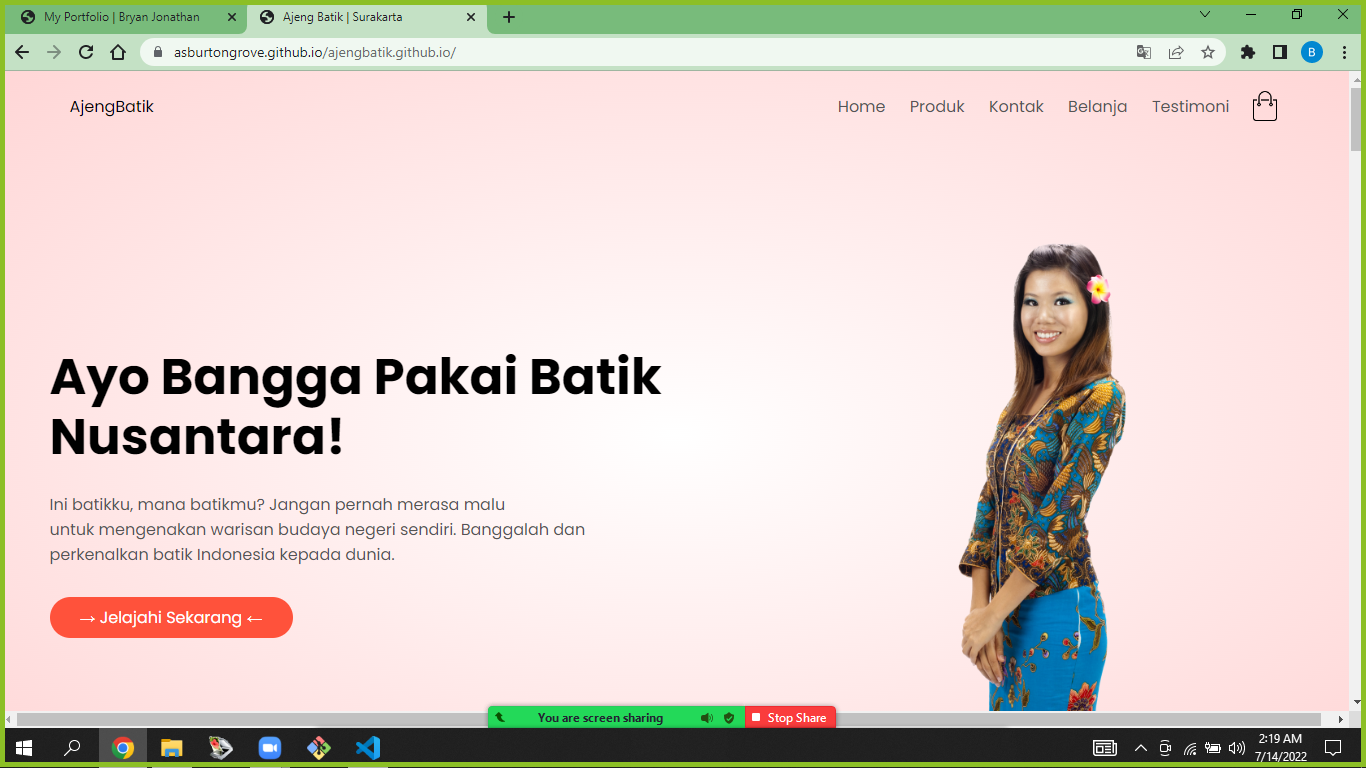 My Portfolio | Bryan Jonathan
Ajeng Batik | Surakarta
asburtongrove.github.io/ajengbatik.github.io/
B
AjengBatik
Home
Produk
Kontak
Belanja
Testimoni
Ayo Bangga Pakai Batik
Nusantara!
Ini batikku, mana batikmu? Jangan pernah merasa malu
untuk mengenakan warisan budaya negeri sendiri. Banggalah dan
perkenalkan batik Indonesia kepada dunia.
→ Jelajahi Sekarang ←
You are screen sharing
Stop Share
2:19 AM
7/14/2022